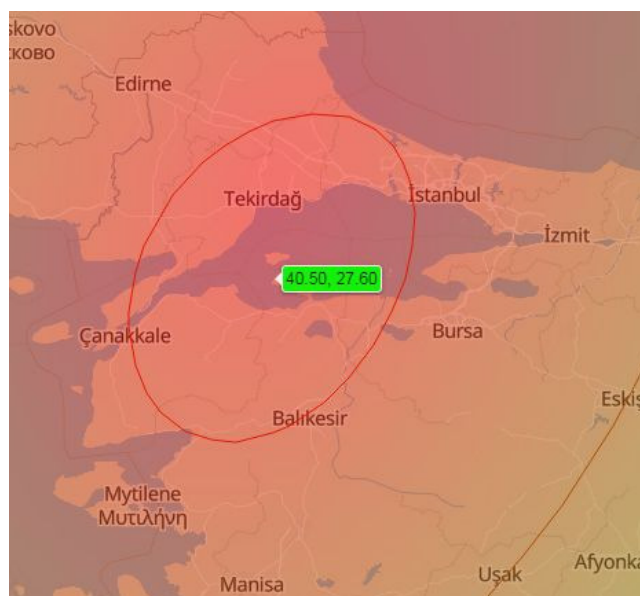 skovo
ково
Edirne
Tekirdağ
İstanbul
İzmit
40.50, 27.60
Çanakkale
Bursa
Eskiş
Balıkesir
Mytilene
Μυτιλήνη
Manisa
Uşak
Afyonka